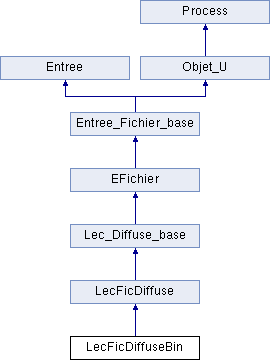 Process
Entree
Objet_U
Entree_Fichier_base
EFichier
Lec_Diffuse_base
LecFicDiffuse
LecFicDiffuseBin